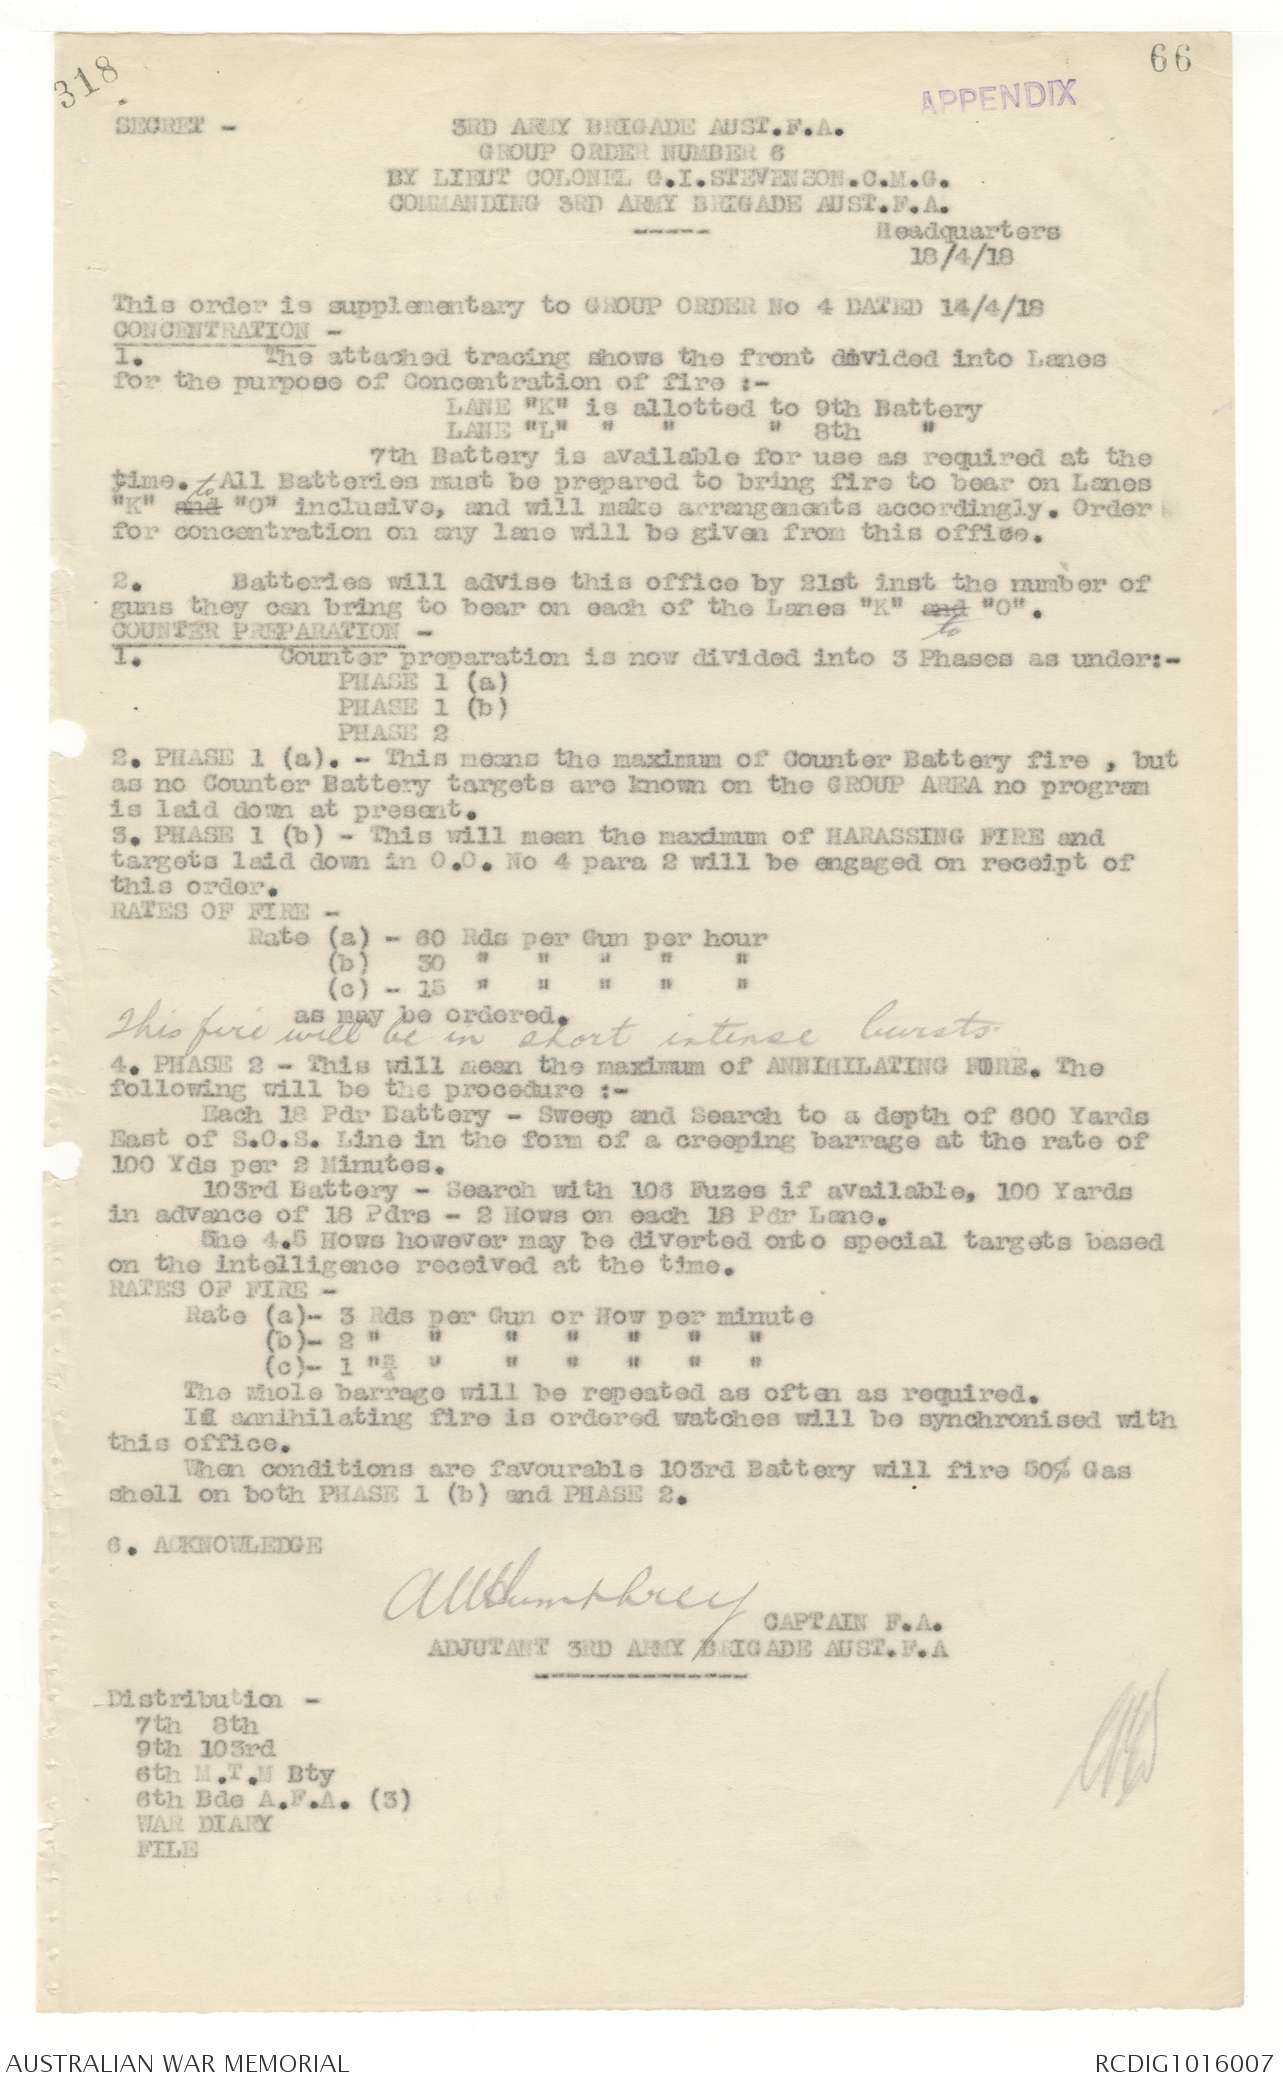 318
66
APPENDIX
SECRET -
3RD ARMY BRIGADE AUST.F.A.
GROUP ORDER NUMBER 6
BY LIEUT COLONEL G.I.STEVENSON.C.M.G.
COMMANDING 3RD ARMY BRIGADE AUST.F.A.
Headquarters
18/4/18
This order is supplementary to GROUP ORDER No 4 DATED 14/4/18
CONCENTRATION -
1. The attached tracing shows the front divided into Lanes
for the purpose of Concentration of fire :-
LANE "K" is allotted to 9th Battery
LANE "L" " " " 8th "
7th Battery is available for use as required at the
time. All Batteries must be prepared to bring fire to bear on Lanes
"K" and to "O" inclusive, and will make arrangements accordingly. Order
for concentration on any lane will be given from this office.
2. Batteries will advise this office by 21st inst the number of
guns they can bring to bear on each of the Lanes "K" and to "O".
COUNTER PREPARATION -
1. Counter preparation is now divided into 3 Phases as under:-
PHASE 1 (a)
PHASE 1 (b)
PHASE 2
2. PHASE 1 (a). - This means the maximum of Counter Battery fire , but
as no Counter Battery targets are known on the GROUP AREA no program
is laid down at present.
3. PHASE 1 (b) - This will mean the maximum of HARASSING FIRE and
targets laid down in O.O. No 4 para 2 will be engaged on receipt of
this order.
RATES OF FIRE -
Rate (a) - 60 Rds per Gun per hour
(b) 30 " " " " "
(c) - 15 " " " " "
as may be ordered.
This fire will be in short intense bursts.
4. PHASE 2 - This will mean the maximum of ANNIHILATING FIRE. The
following will be the procedure :-
Each 18 Pdr Battery - Sweep and Search to a depth of 600 Yards
East of S.O.S. Line in the form of a creeping barrage at the rate of
100 Yds per 2 Minutes.
103rd Battery - Search with 106 Fuzes if available, 100 Yards
in advance of 18 Pdrs - 2 Hows on each 18 Pdr Lane.
The 4.5 Hows however may be diverted onto special targets based
on the intelligence received at the time.
RATES OF FIRE -
Rate (a)- 3 Rds per Gun or How per minute
(b)- 2 " " " " " " "
(c)- 1 " " " " " " "
The whole barrage will be repeated as often as required.
If annihilating fire is ordered watches will be synchronised with
this office.
When conditions are favourable 103rd Battery will fire 50% Gas
shell on both PHASE 1 (b) and PHASE 2.
6. ACKNOWLEDGE
AWHumphrey
CAPTAIN F.A.
ADJUTANT 3RD ARMY BRIGADE AUST.F.A
Distribution -
7th 8th
9th 103rd
6th M.T.M Bty
6th Bde A.F.A. (3)
WAR DIARY
FILE
AUSTRALIAN WAR MEMORIAL
RCDIG1016007